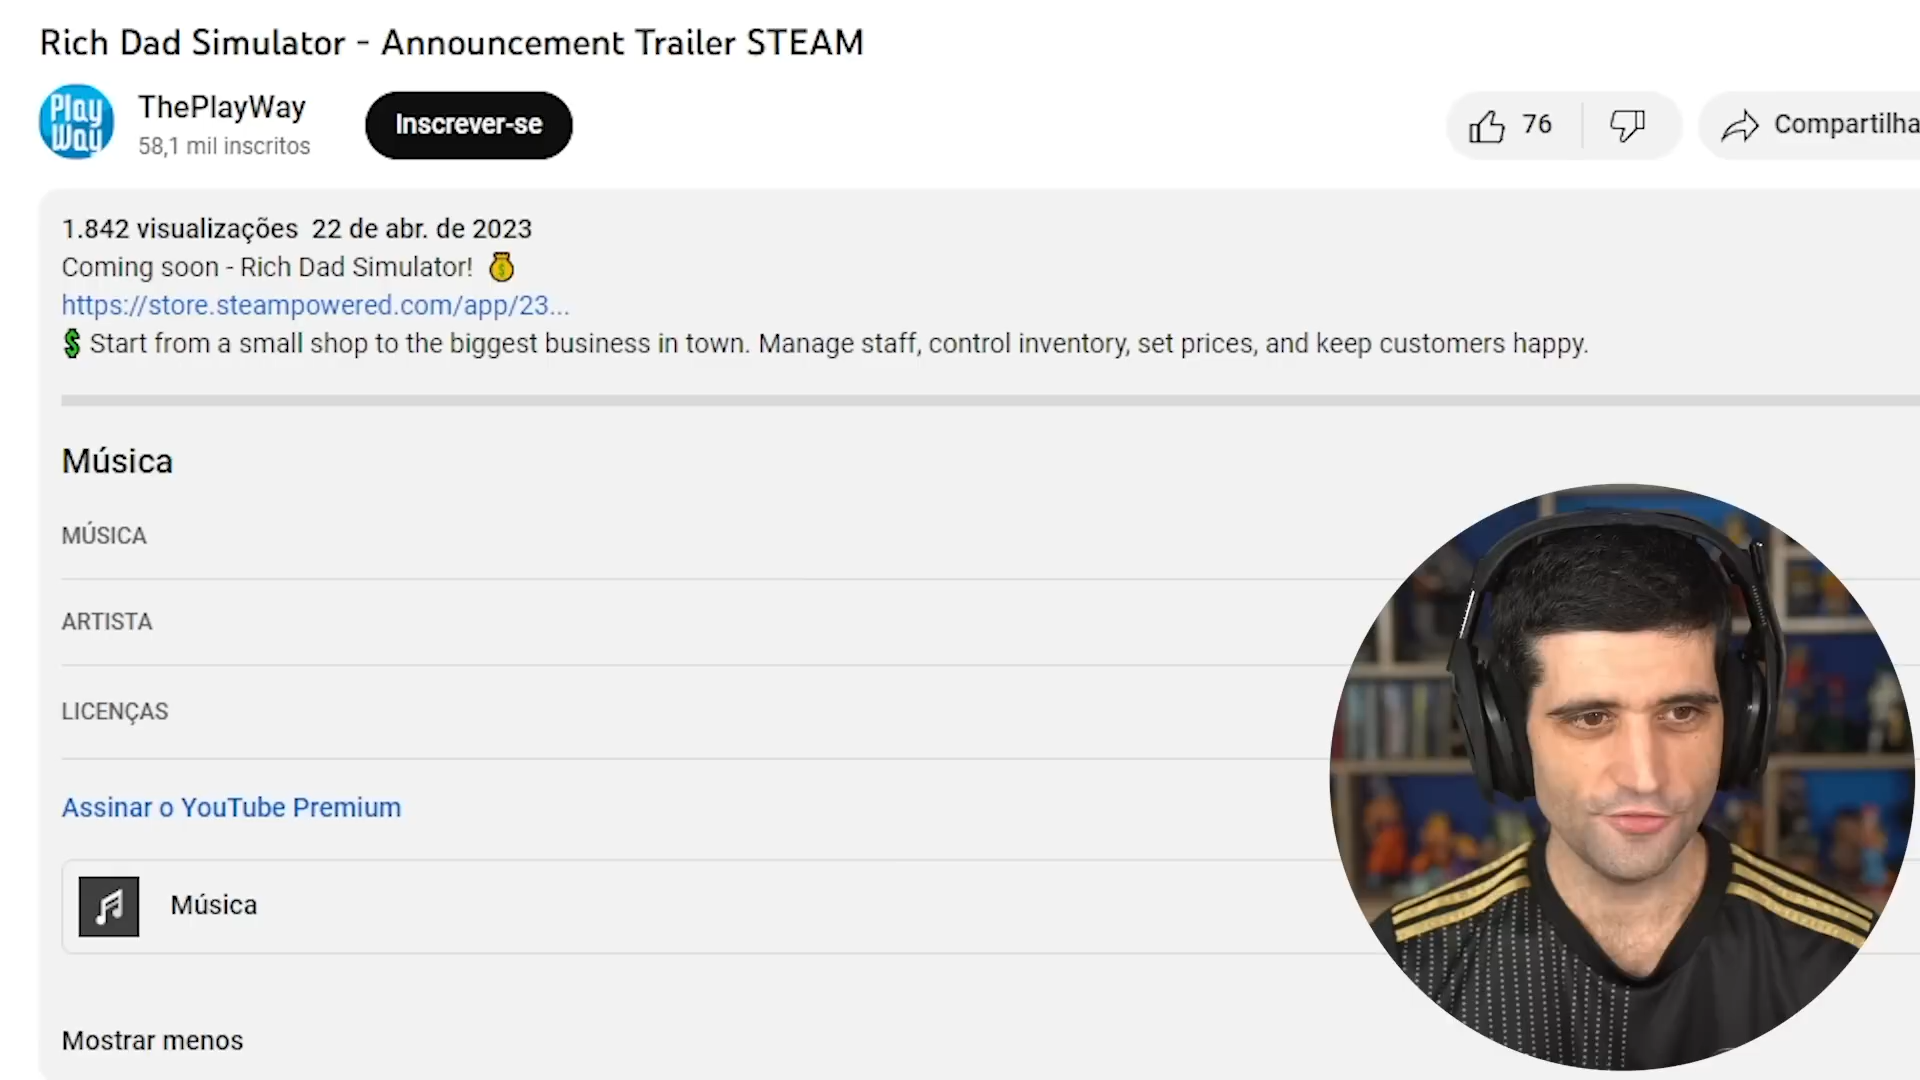 Rich Dad Simulator - Announcement Trailer STEAM
Play
Way
ThePlayWay
58,1 mil inscritos
Inscrever-se
76
Compartilha
1.842 visualizações 22 de abr. de 2023
Coming soon - Rich Dad Simulator! 💰
https://store.steampowered.com/app/23...
💲 Start from a small shop to the biggest business in town. Manage staff, control inventory, set prices, and keep customers happy.
Música
MÚSICA
ARTISTA
LICENÇAS
Assinar o YouTube Premium
Música
Mostrar menos